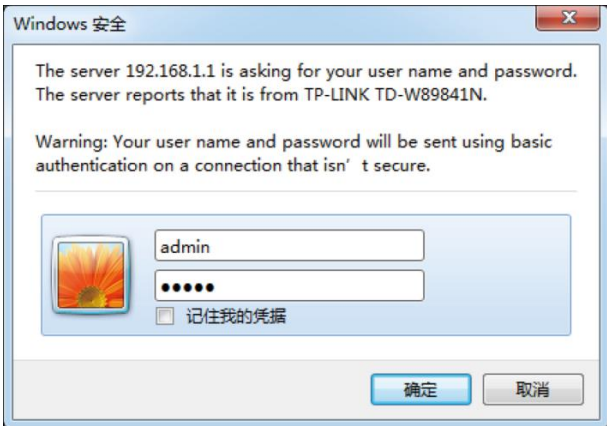 Windows 安全
The server 192.168.1.1 is asking for your user name and password.
The server reports that it is from TP-LINK TD-W89841N.
Warning: Your user name and password will be sent using basic
authentication on a connection that isn' t secure.
admin
●●●●●
记住我的凭据
确定
取消